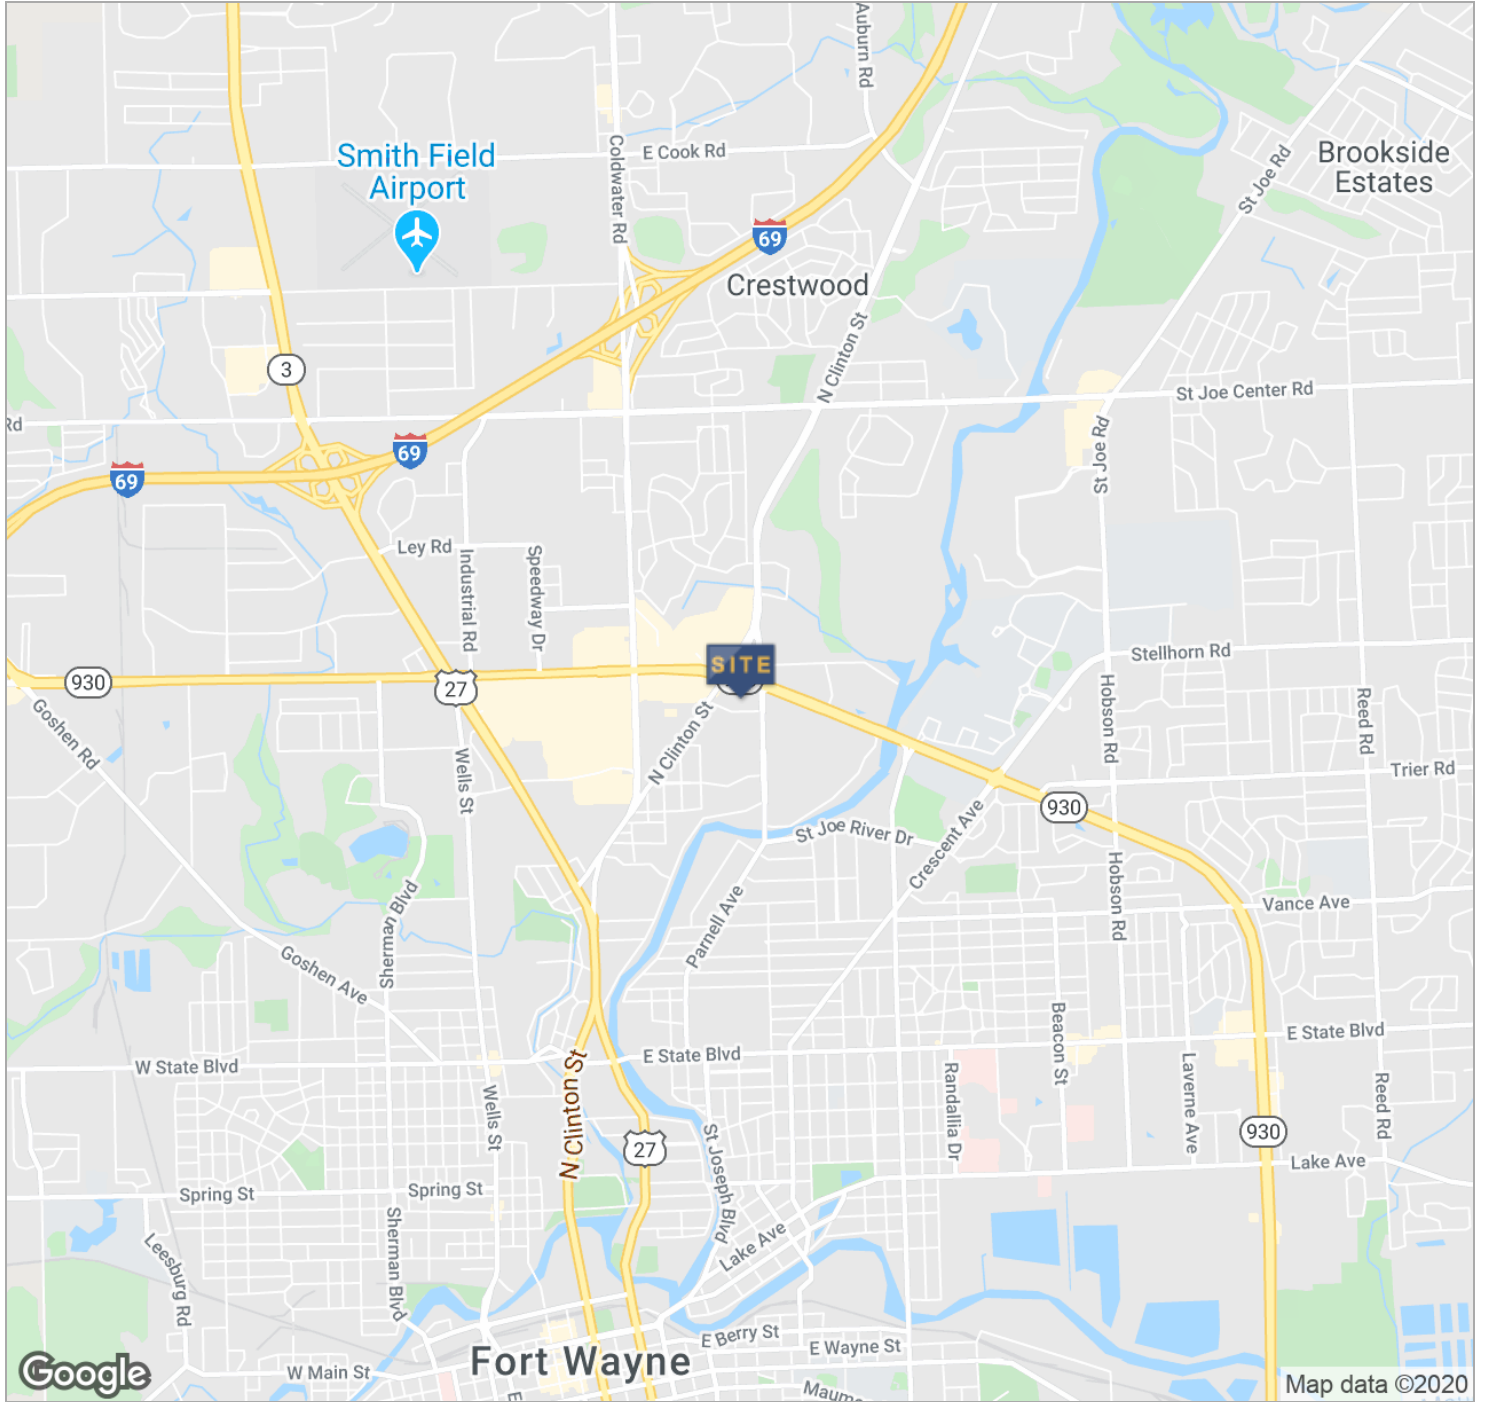 Auburn Rd
Smith Field
Airport
Coldwater Rd
E Cook Rd
Brookside
Estates
St Joe Rd
69
Crestwood
N Clinton St
3
St Joe Center Rd
Rd
69
69
St Joe Rd
Ley Rd
Industrial Rd
Speedway Dr
SITE
Stellhorn Rd
930
27
Goshen Rd
N Clinton St
Hobson Rd
Reed Rd
Wells St
Trier Rd
930
St Joe River Dr
Crescent Ave
Hobson Rd
Vance Ave
Sherman Blvd
Parnell Ave
Goshen Ave
Beacon St
E State Blvd
W State Blvd
E State Blvd
N Clinton St
Wells St
Randallia Dr
Laverne Ave
Reed Rd
27
St Joseph Blvd
930
Lake Ave
Spring St
Spring St
Sherman Blvd
Leesburg Rd
Lake Ave
E Berry St
E Wayne St
W Main St
Fort Wayne
Google
Map data ©2020